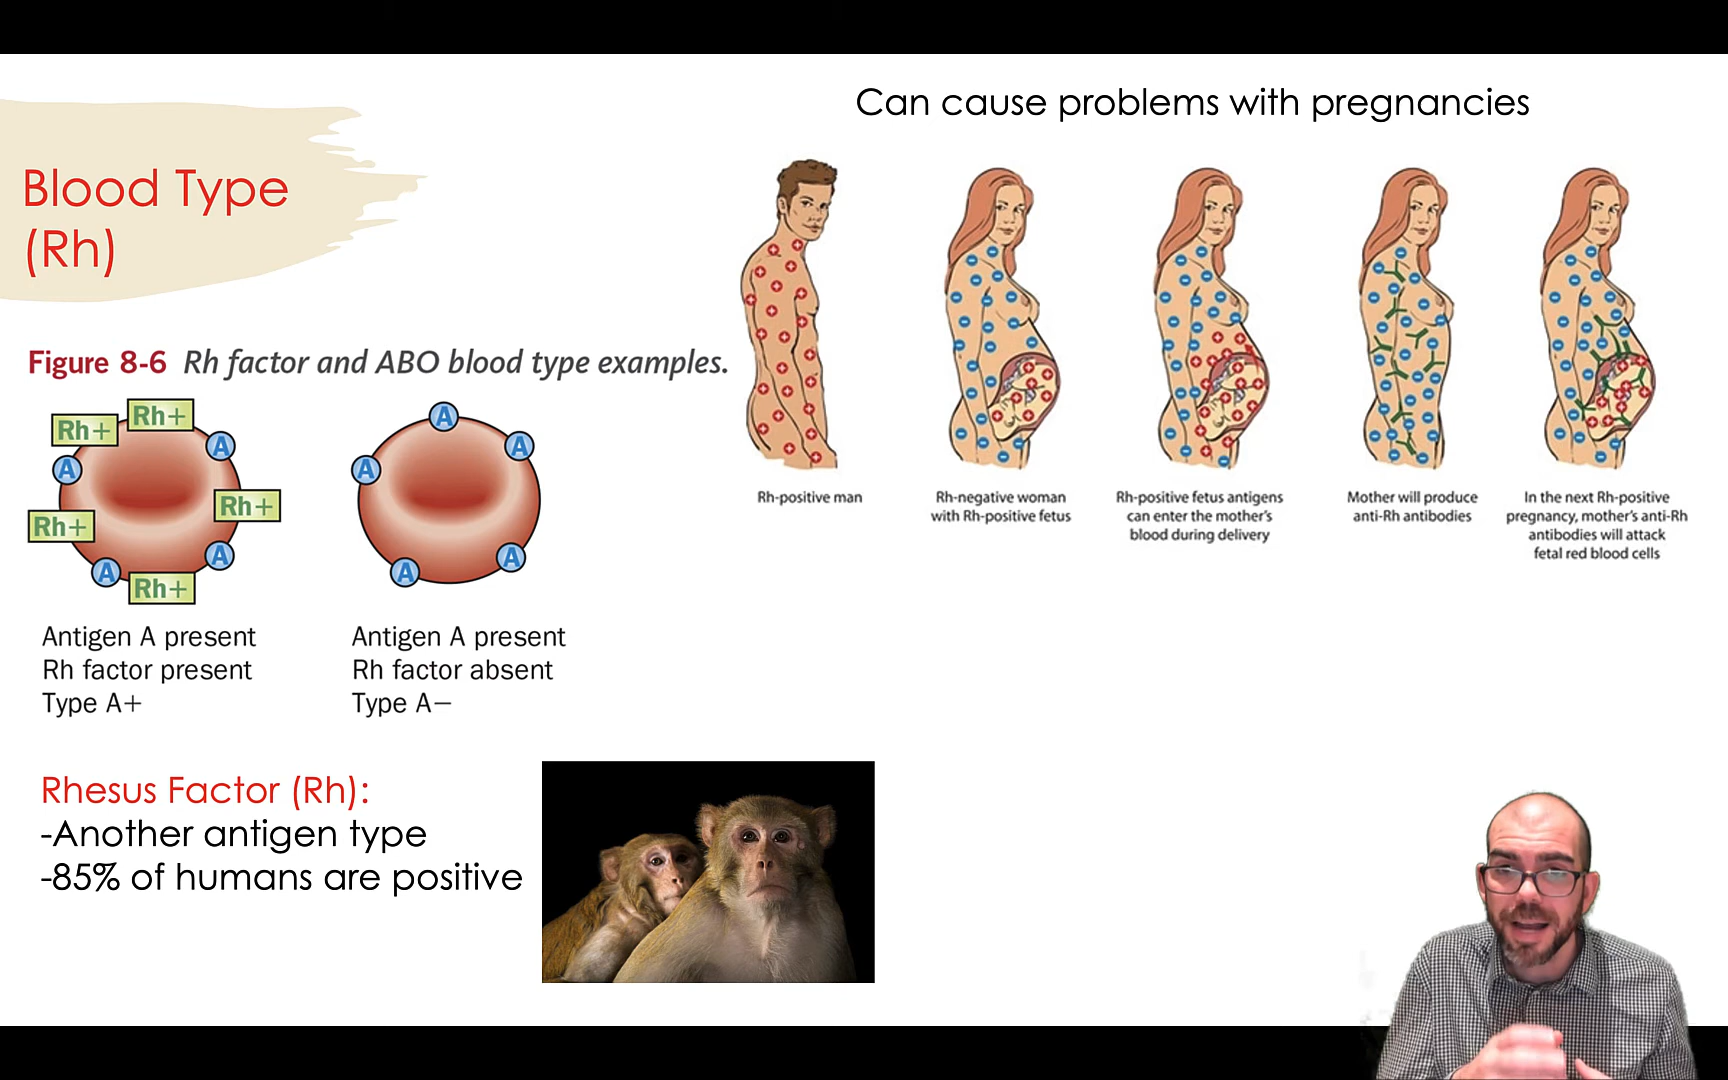 Can cause problems with pregnancies
Blood Type
(Rh)
Figure 8-6 Rh factor and ABO blood type examples.
Rh+
Rh+
A
A
Rh+
Rh+
A
A
Rh+
A
A
A
A
A
Antigen A present
Rh factor present
Type A+
Antigen A present
Rh factor absent
Type A−
Rh-positive man
Rh-negative woman
with Rh-positive fetus
Rh-positive fetus antigens
can enter the mother's
blood during delivery
Mother will produce
anti-Rh antibodies
In the next Rh-positive
pregnancy, mother's anti-Rh
antibodies will attack
fetal red blood cells
Rhesus Factor (Rh):
-Another antigen type
-85% of humans are positive